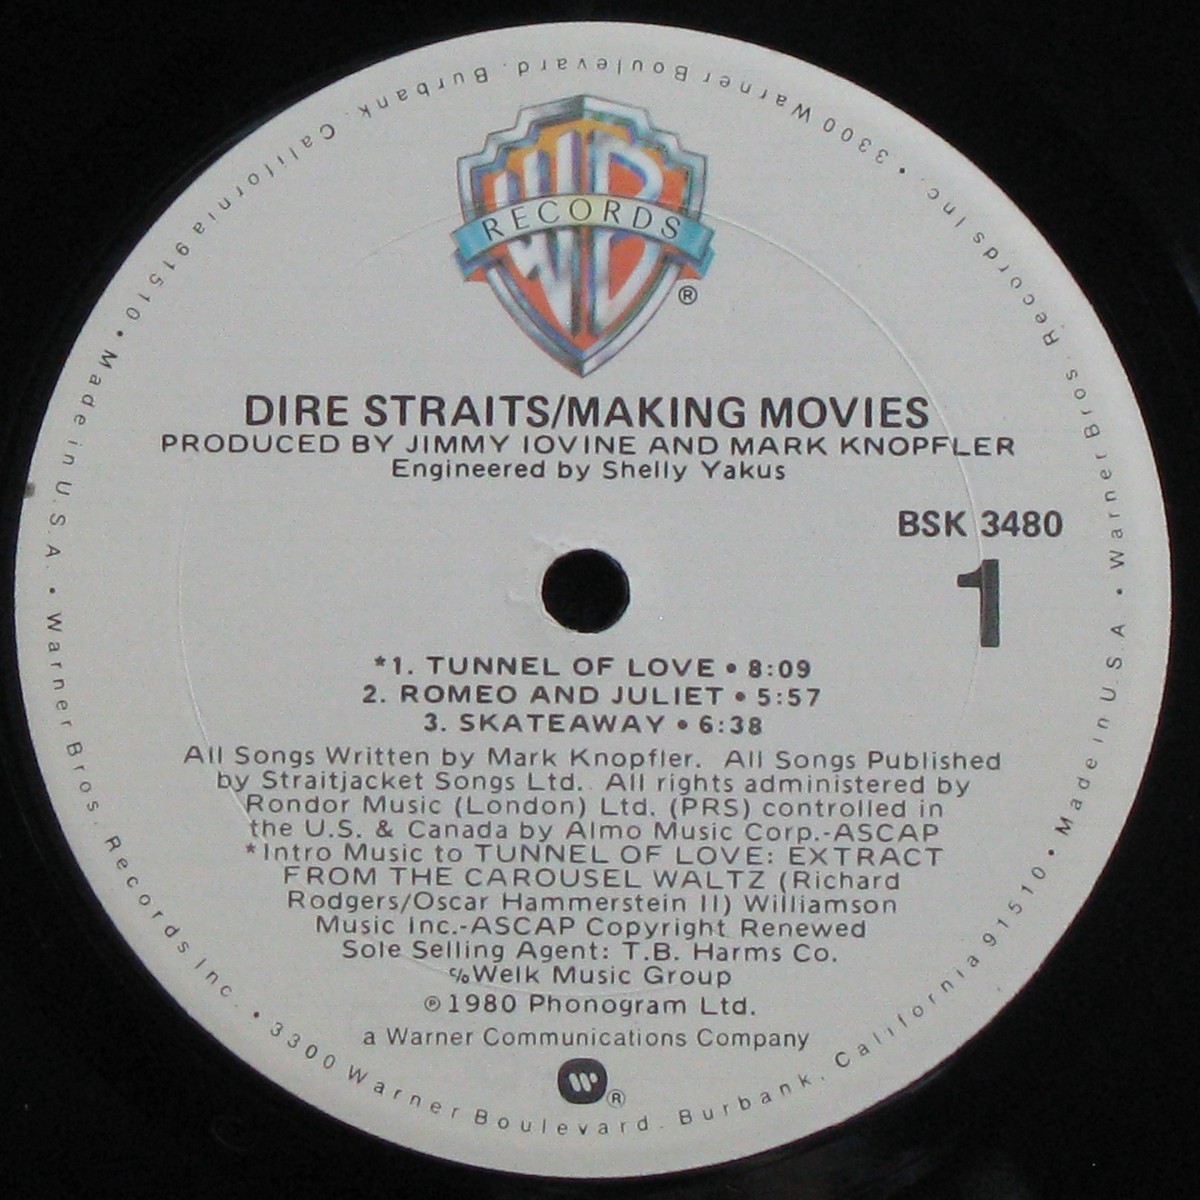 WB
RECORDS
®
DIRE STRAITS/MAKING MOVIES
PRODUCED BY JIMMY IOVINE AND MARK KNOPFLER
Engineered by Shelly Yakus
BSK 3480
1
*1. TUNNEL OF LOVE • 8:09
2. ROMEO AND JULIET • 5:57
3. SKATEAWAY • 6:38
All Songs Written by Mark Knopfler. All Songs Published
by Straitjacket Songs Ltd. All rights administered by
Rondor Music (London) Ltd. (PRS) controlled in
the U.S. & Canada by Almo Music Corp.-ASCAP
*Intro Music to TUNNEL OF LOVE: EXTRACT
FROM THE CAROUSEL WALTZ (Richard
Rodgers/Oscar Hammerstein II) Williamson
Music Inc.-ASCAP Copyright Renewed
Sole Selling Agent: T.B. Harms Co.
℅ Welk Music Group
℗ 1980 Phonogram Ltd.
a Warner Communications Company
W ®
Warner Bros. Records Inc. • 3300 Warner Boulevard. Burbank. California 91510 • Made in U.S.A. • Warner Bros. Records Inc. • 3300 Warner Boulevard. Burbank. California 91510 • Made in U.S.A. •